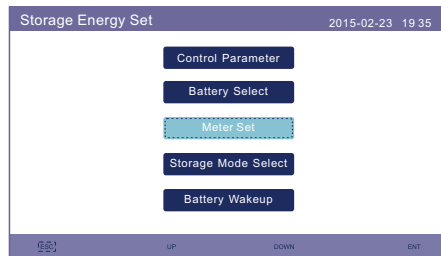 Storage Energy Set 2015-02-23 19 35
Control Parameter
Battery Select
Meter Set
Storage Mode Select
Battery Wakeup
ESC UP DOWN ENT